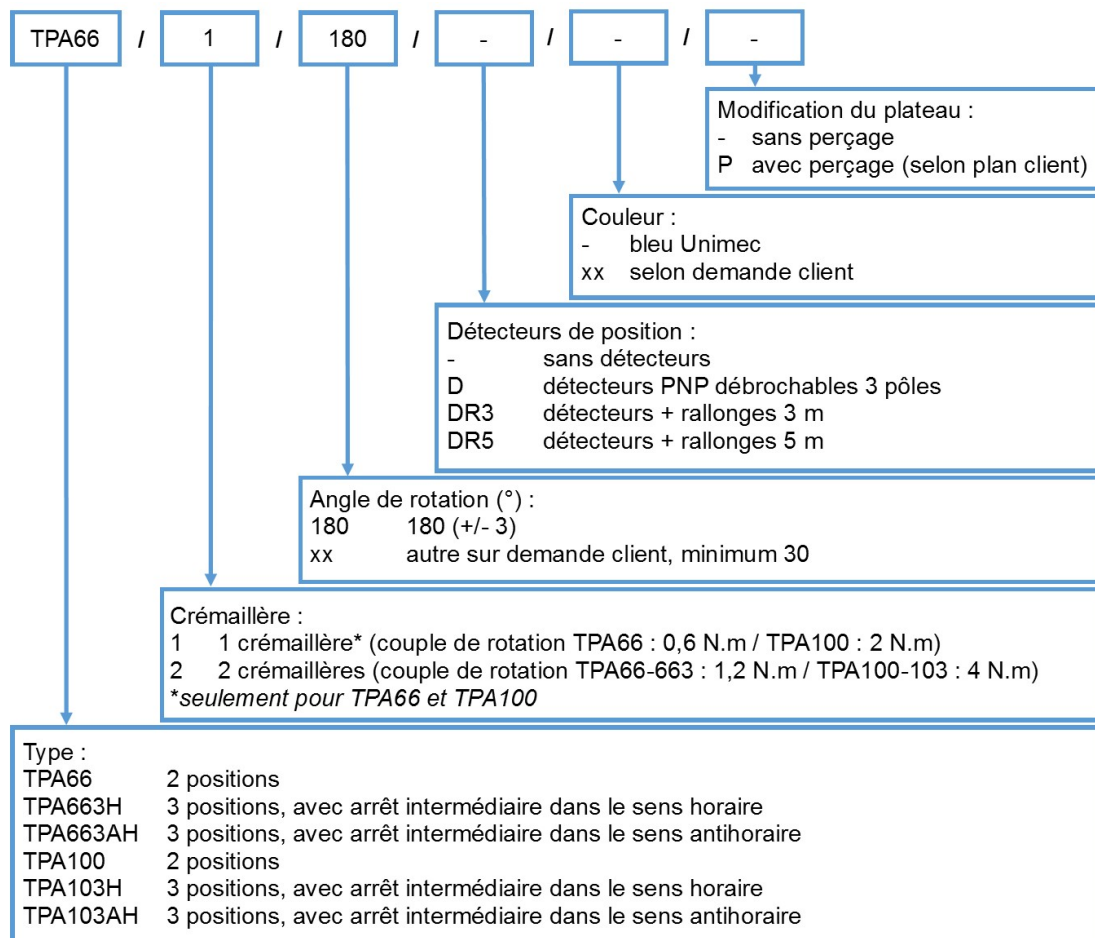 TPA66 / 1 / 180 / - / - / -
Modification du plateau :
- sans perçage
P avec perçage (selon plan client)
Couleur :
- bleu Unimec
xx selon demande client
Détecteurs de position :
- sans détecteurs
D détecteurs PNP débrochables 3 pôles
DR3 détecteurs + rallonges 3 m
DR5 détecteurs + rallonges 5 m
Angle de rotation (°) :
180 180 (+/- 3)
xx autre sur demande client, minimum 30
Crémaillère :
1 1 crémaillère* (couple de rotation TPA66 : 0,6 N.m / TPA100 : 2 N.m)
2 2 crémaillères (couple de rotation TPA66-663 : 1,2 N.m / TPA100-103 : 4 N.m)
*seulement pour TPA66 et TPA100
Type :
TPA66 2 positions
TPA663H 3 positions, avec arrêt intermédiaire dans le sens horaire
TPA663AH 3 positions, avec arrêt intermédiaire dans le sens antihoraire
TPA100 2 positions
TPA103H 3 positions, avec arrêt intermédiaire dans le sens horaire
TPA103AH 3 positions, avec arrêt intermédiaire dans le sens antihoraire